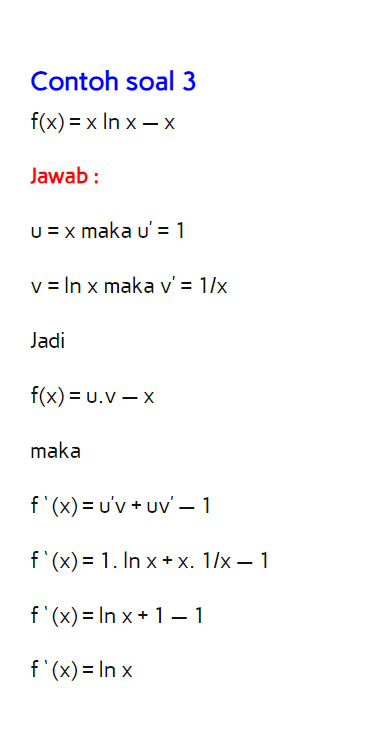 Contoh soal 3
f(x) = x ln x – x
Jawab :
u = x maka u' = 1
v = ln x maka v' = 1/x
Jadi
f(x) = u.v – x
maka
f ‘ (x) = u'v + uv' – 1
f ‘ (x) = 1. ln x + x. 1/x – 1
f ‘ (x) = ln x + 1 – 1
f ‘ (x) = ln x